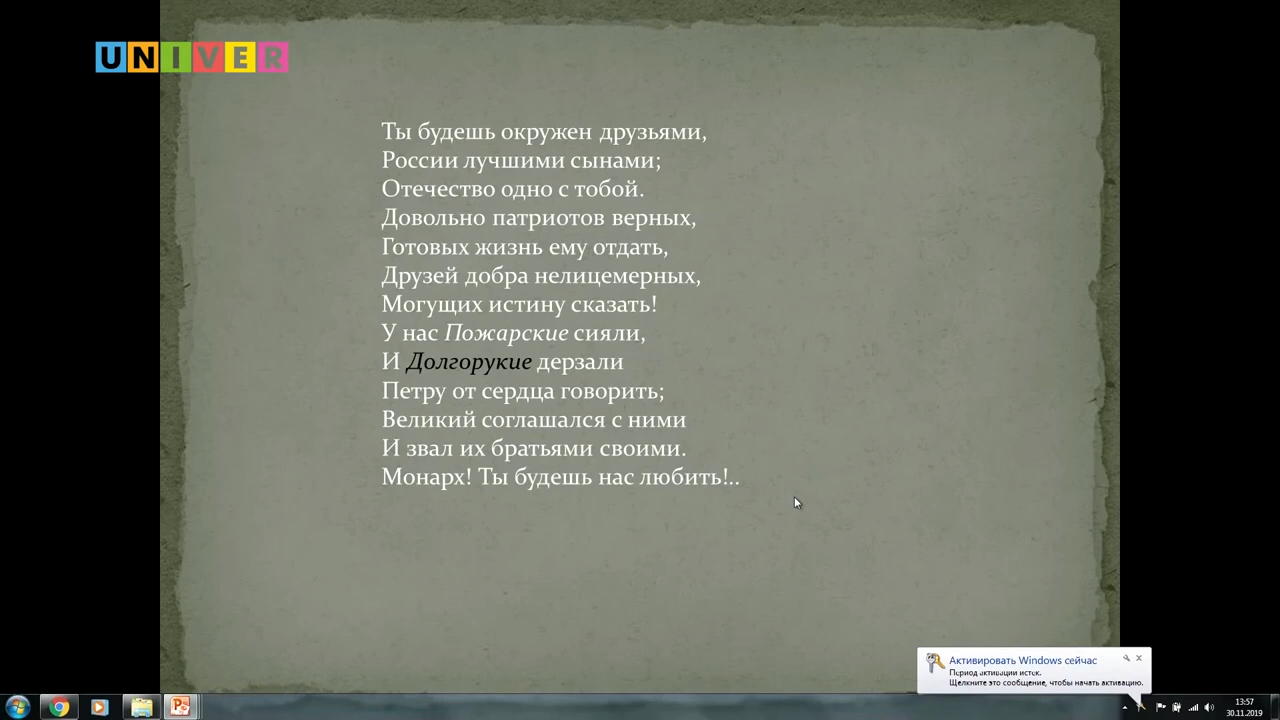 UNIVER
Ты будешь окружен друзьями,
России лучшими сынами;
Отечество одно с тобой.
Довольно патриотов верных,
Готовых жизнь ему отдать,
Друзей добра нелицемерных,
Могущих истину сказать!
У нас Пожарские сияли,
И Долгорукие дерзали
Петру от сердца говорить;
Великий соглашался с ними
И звал их братьями своими.
Монарх! Ты будешь нас любить!..
Активировать Windows сейчас
Период активации истек.
Щелкните это сообщение, чтобы начать активацию.
13:57
30.11.2019